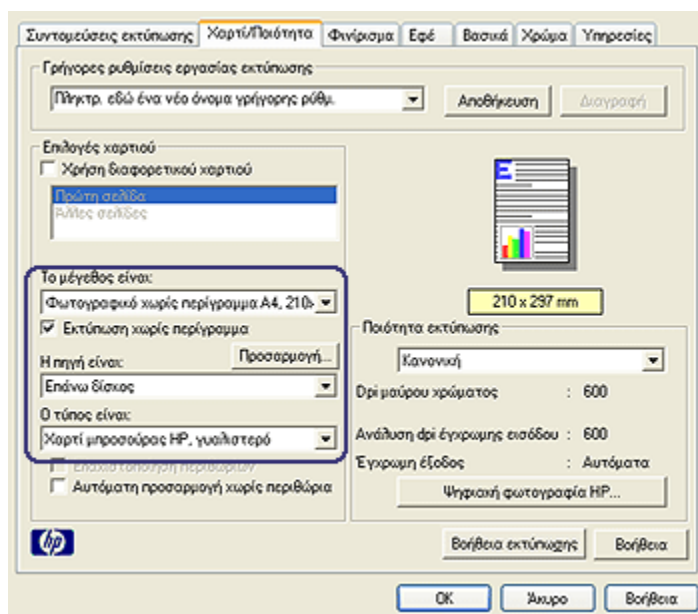 Συντομεύσεις εκτύπωσης Χαρτί/Ποιότητα Φινίρισμα Εφέ Βασικά Χρώμα Υπηρεσίες
Γρήγορες ρυθμίσεις εργασίας εκτύπωσης
Πληκτρ. εδώ ένα νέο όνομα γρήγορης ρύθμ. Αποθήκευση Διαγραφή
Επιλογές χαρτιού
Χρήση διαφορετικού χαρτιού
Πρώτη σελίδα
Άλλες σελίδες
Το μέγεθος είναι:
Φωτογραφικό χωρίς περίγραμμα A4, 210
Εκτύπωση χωρίς περίγραμμα
Η πηγή είναι: Προσαρμογή...
Επάνω δίσκος
Ο τύπος είναι:
Χαρτί μπροσούρας HP, γυαλιστερό
Ελαχιστοποίηση περιθωρίων
Αυτόματη προσαρμογή χωρίς περιθώρια
E
210 x 297 mm
Ποιότητα εκτύπωσης
Κανονική
Dpi μαύρου χρώματος : 600
Ανάλυση dpi έγχρωμης εισόδου : 600
Έγχρωμη έξοδος : Αυτόματα
Ψηφιακή φωτογραφία HP...
hp
Βοήθεια εκτύπωσης Βοήθεια
OK Άκυρο Βοήθεια